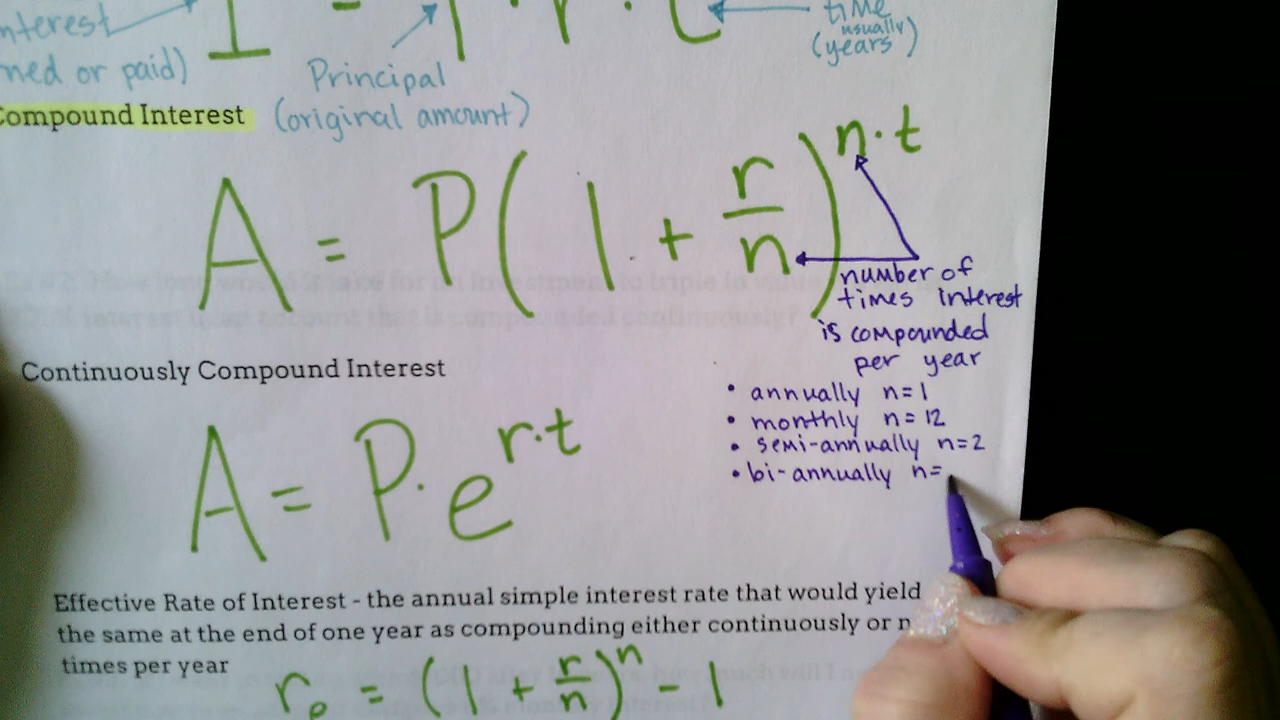 I = P · r · t
time
usually
(years)
ned or paid)
Principal
(original amount)
Compound Interest
A = P(1 + r/n)^n·t
number of
times interest
is compounded
per year
Continuously Compound Interest
• annually n=1
• monthly n=12
• semi-annually n=2
• bi-annually n=
A = P·e^r·t
Effective Rate of Interest - the annual simple interest rate that would yield
the same at the end of one year as compounding either continuously or n
times per year
r_e = (1 + r/n)^n - 1